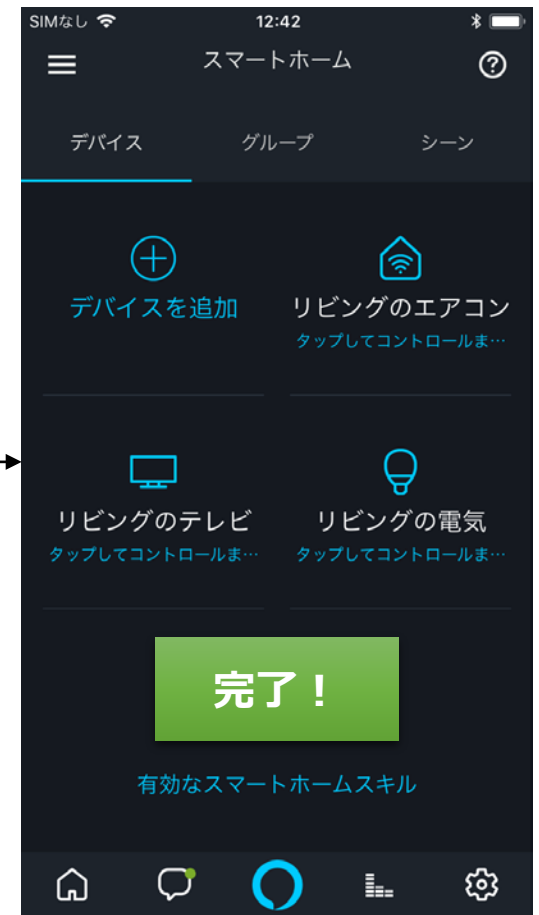 SIMなし 12:42
スマートホーム
デバイス グループ シーン
デバイスを追加 リビングのエアコン
タップしてコントロールま…
リビングのテレビ リビングの電気
タップしてコントロールま… タップしてコントロールま…
完了！
有効なスマートホームスキル